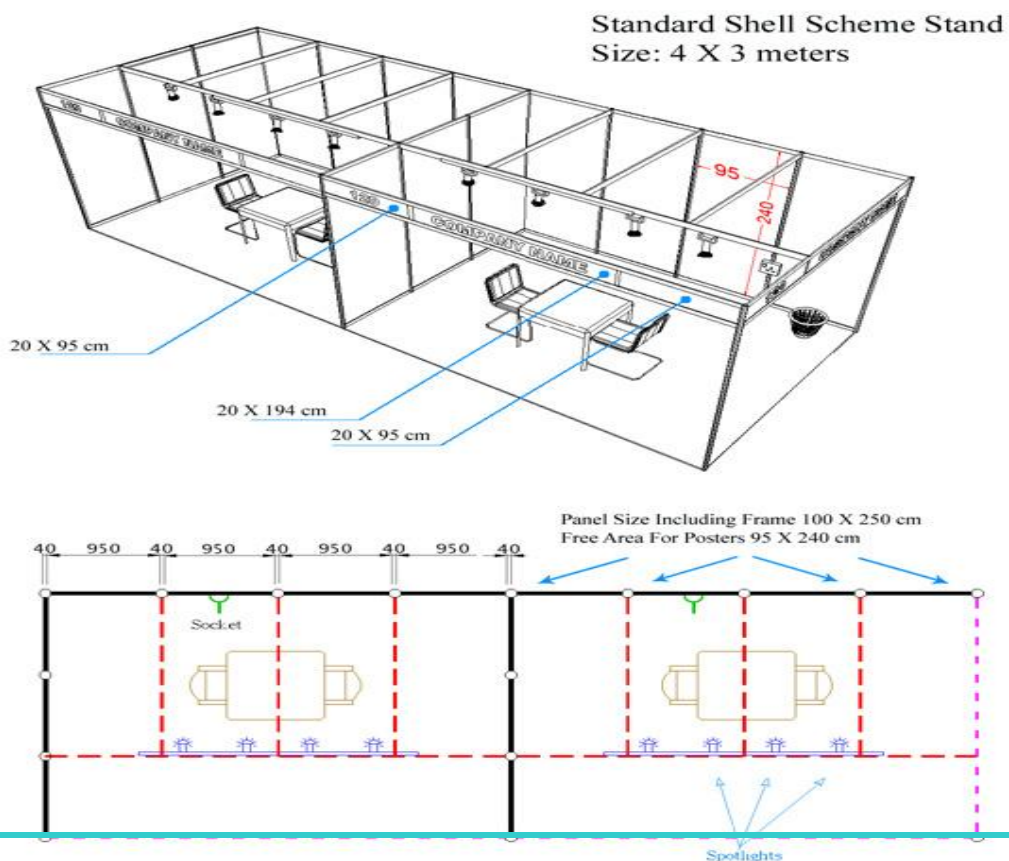 Standard Shell Scheme Stand
Size: 4 X 3 meters
COMPANY NAME
95
240
120
COMPANY NAME
20 X 95 cm
20 X 194 cm
20 X 95 cm
Panel Size Including Frame 100 X 250 cm
Free Area For Posters 95 X 240 cm
40 950 40 950 40 950 40 950 40
Socket
Spotlights